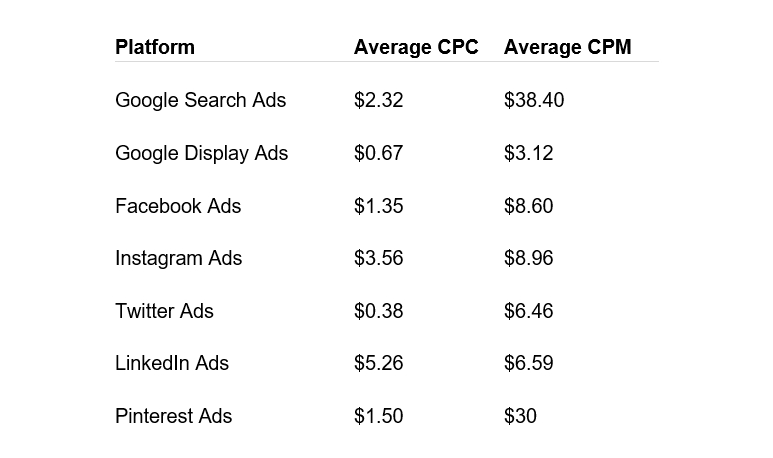 Platform Average CPC Average CPM
Google Search Ads $2.32 $38.40
Google Display Ads $0.67 $3.12
Facebook Ads $1.35 $8.60
Instagram Ads $3.56 $8.96
Twitter Ads $0.38 $6.46
LinkedIn Ads $5.26 $6.59
Pinterest Ads $1.50 $30